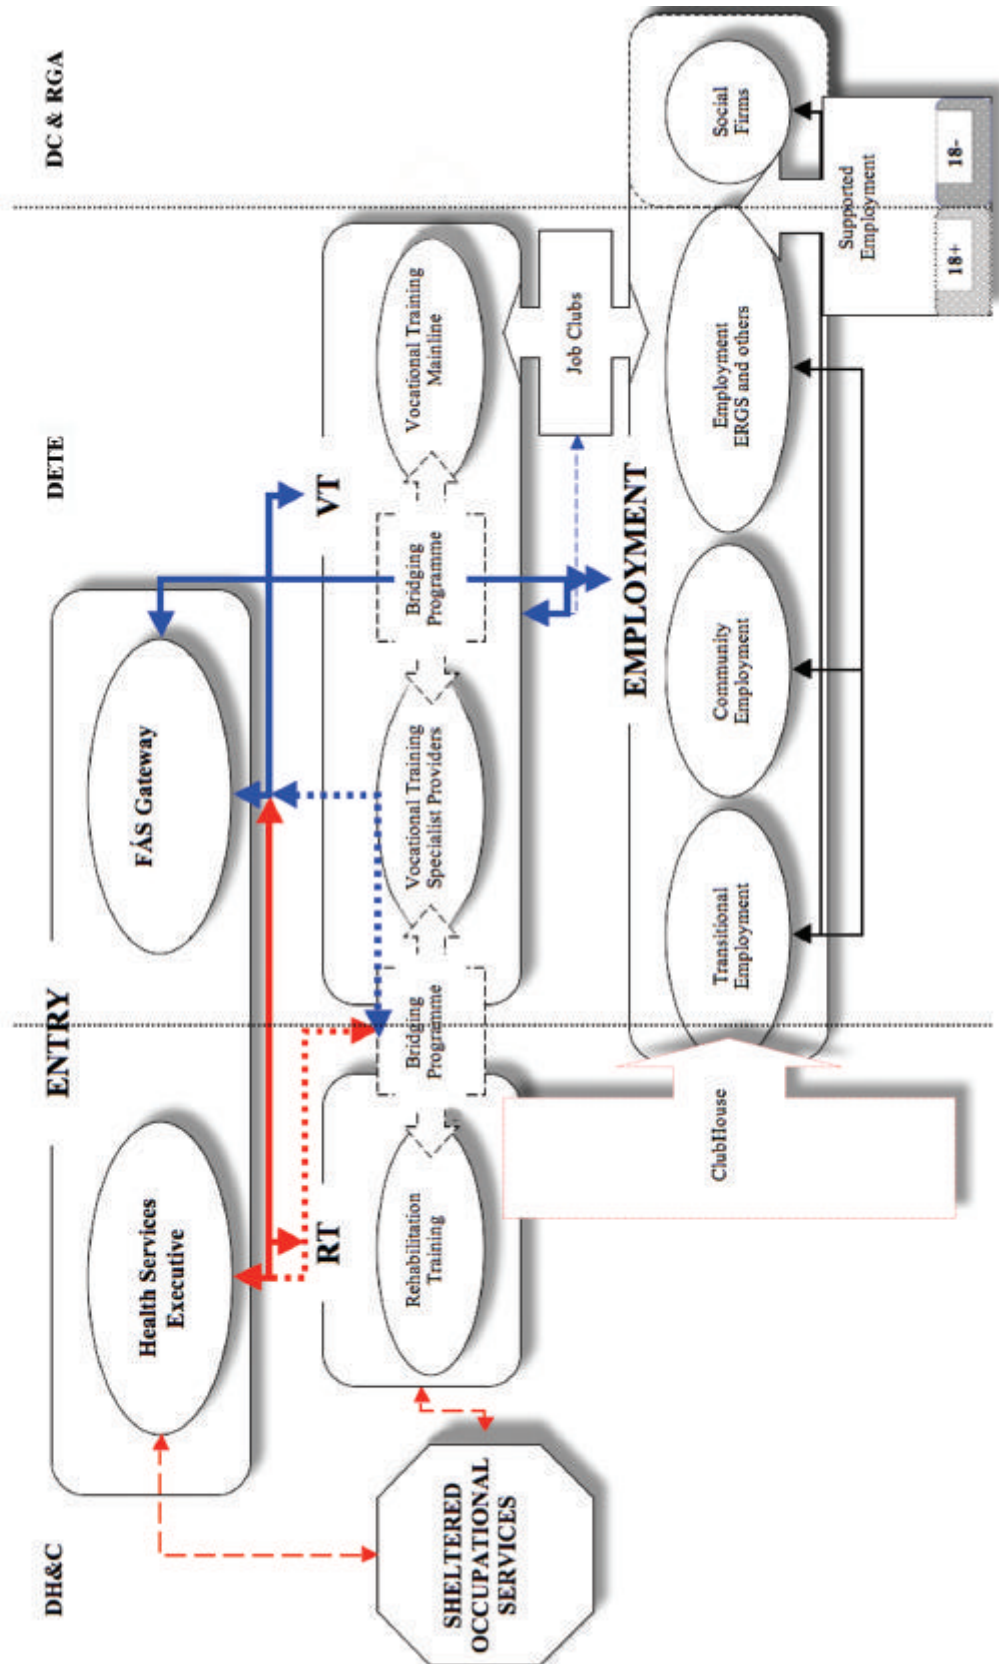 DH&C
DETE
DC & RGA
ENTRY
Health Services
Executive
FÁS Gateway
RT
VT
Rehabilitation
Training
Bridging
Programme
Vocational Training
Specialist Providers
Bridging
Programme
Vocational Training
Mainline
SHELTERED
OCCUPATIONAL
SERVICES
Job Clubs
EMPLOYMENT
ClubHouse
Transitional
Employment
Community
Employment
Employment
ERGS and others
Social
Firms
Supported
Employment
18+
18-